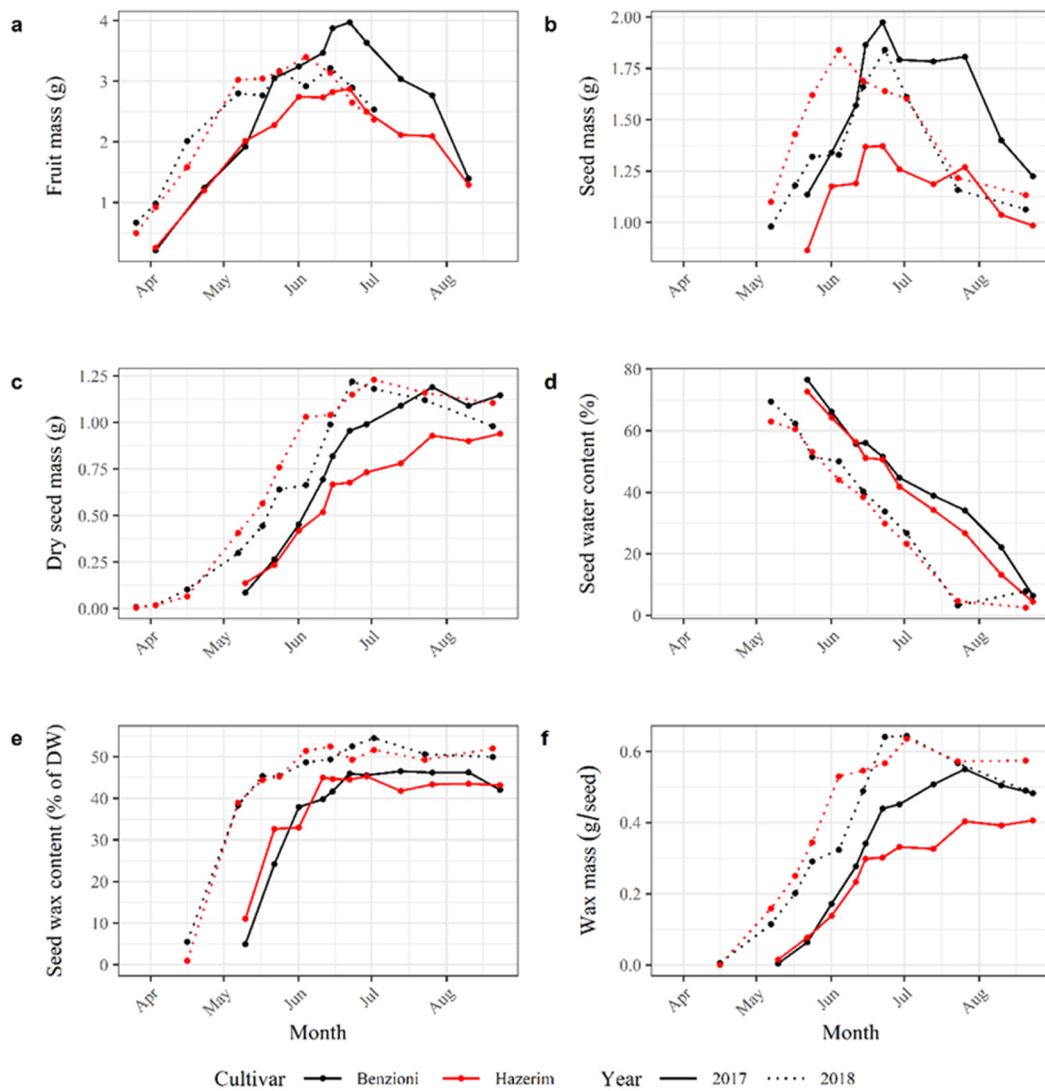 a
Fruit mass (g)
4
3
2
1
Apr
May
Jun
Jul
Aug
b
Seed mass (g)
2.00
1.75
1.50
1.25
1.00
Apr
May
Jun
Jul
Aug
c
Dry seed mass (g)
1.25
1.00
0.75
0.50
0.25
0.00
Apr
May
Jun
Jul
Aug
d
Seed water content (%)
80
60
40
20
0
Apr
May
Jun
Jul
Aug
e
Seed wax content (% of DW)
50
40
30
20
10
0
Apr
May
Jun
Jul
Aug
Month
f
Wax mass (g/seed)
0.6
0.4
0.2
0.0
Apr
May
Jun
Jul
Aug
Month
Cultivar Benzioni Hazerim Year 2017 2018